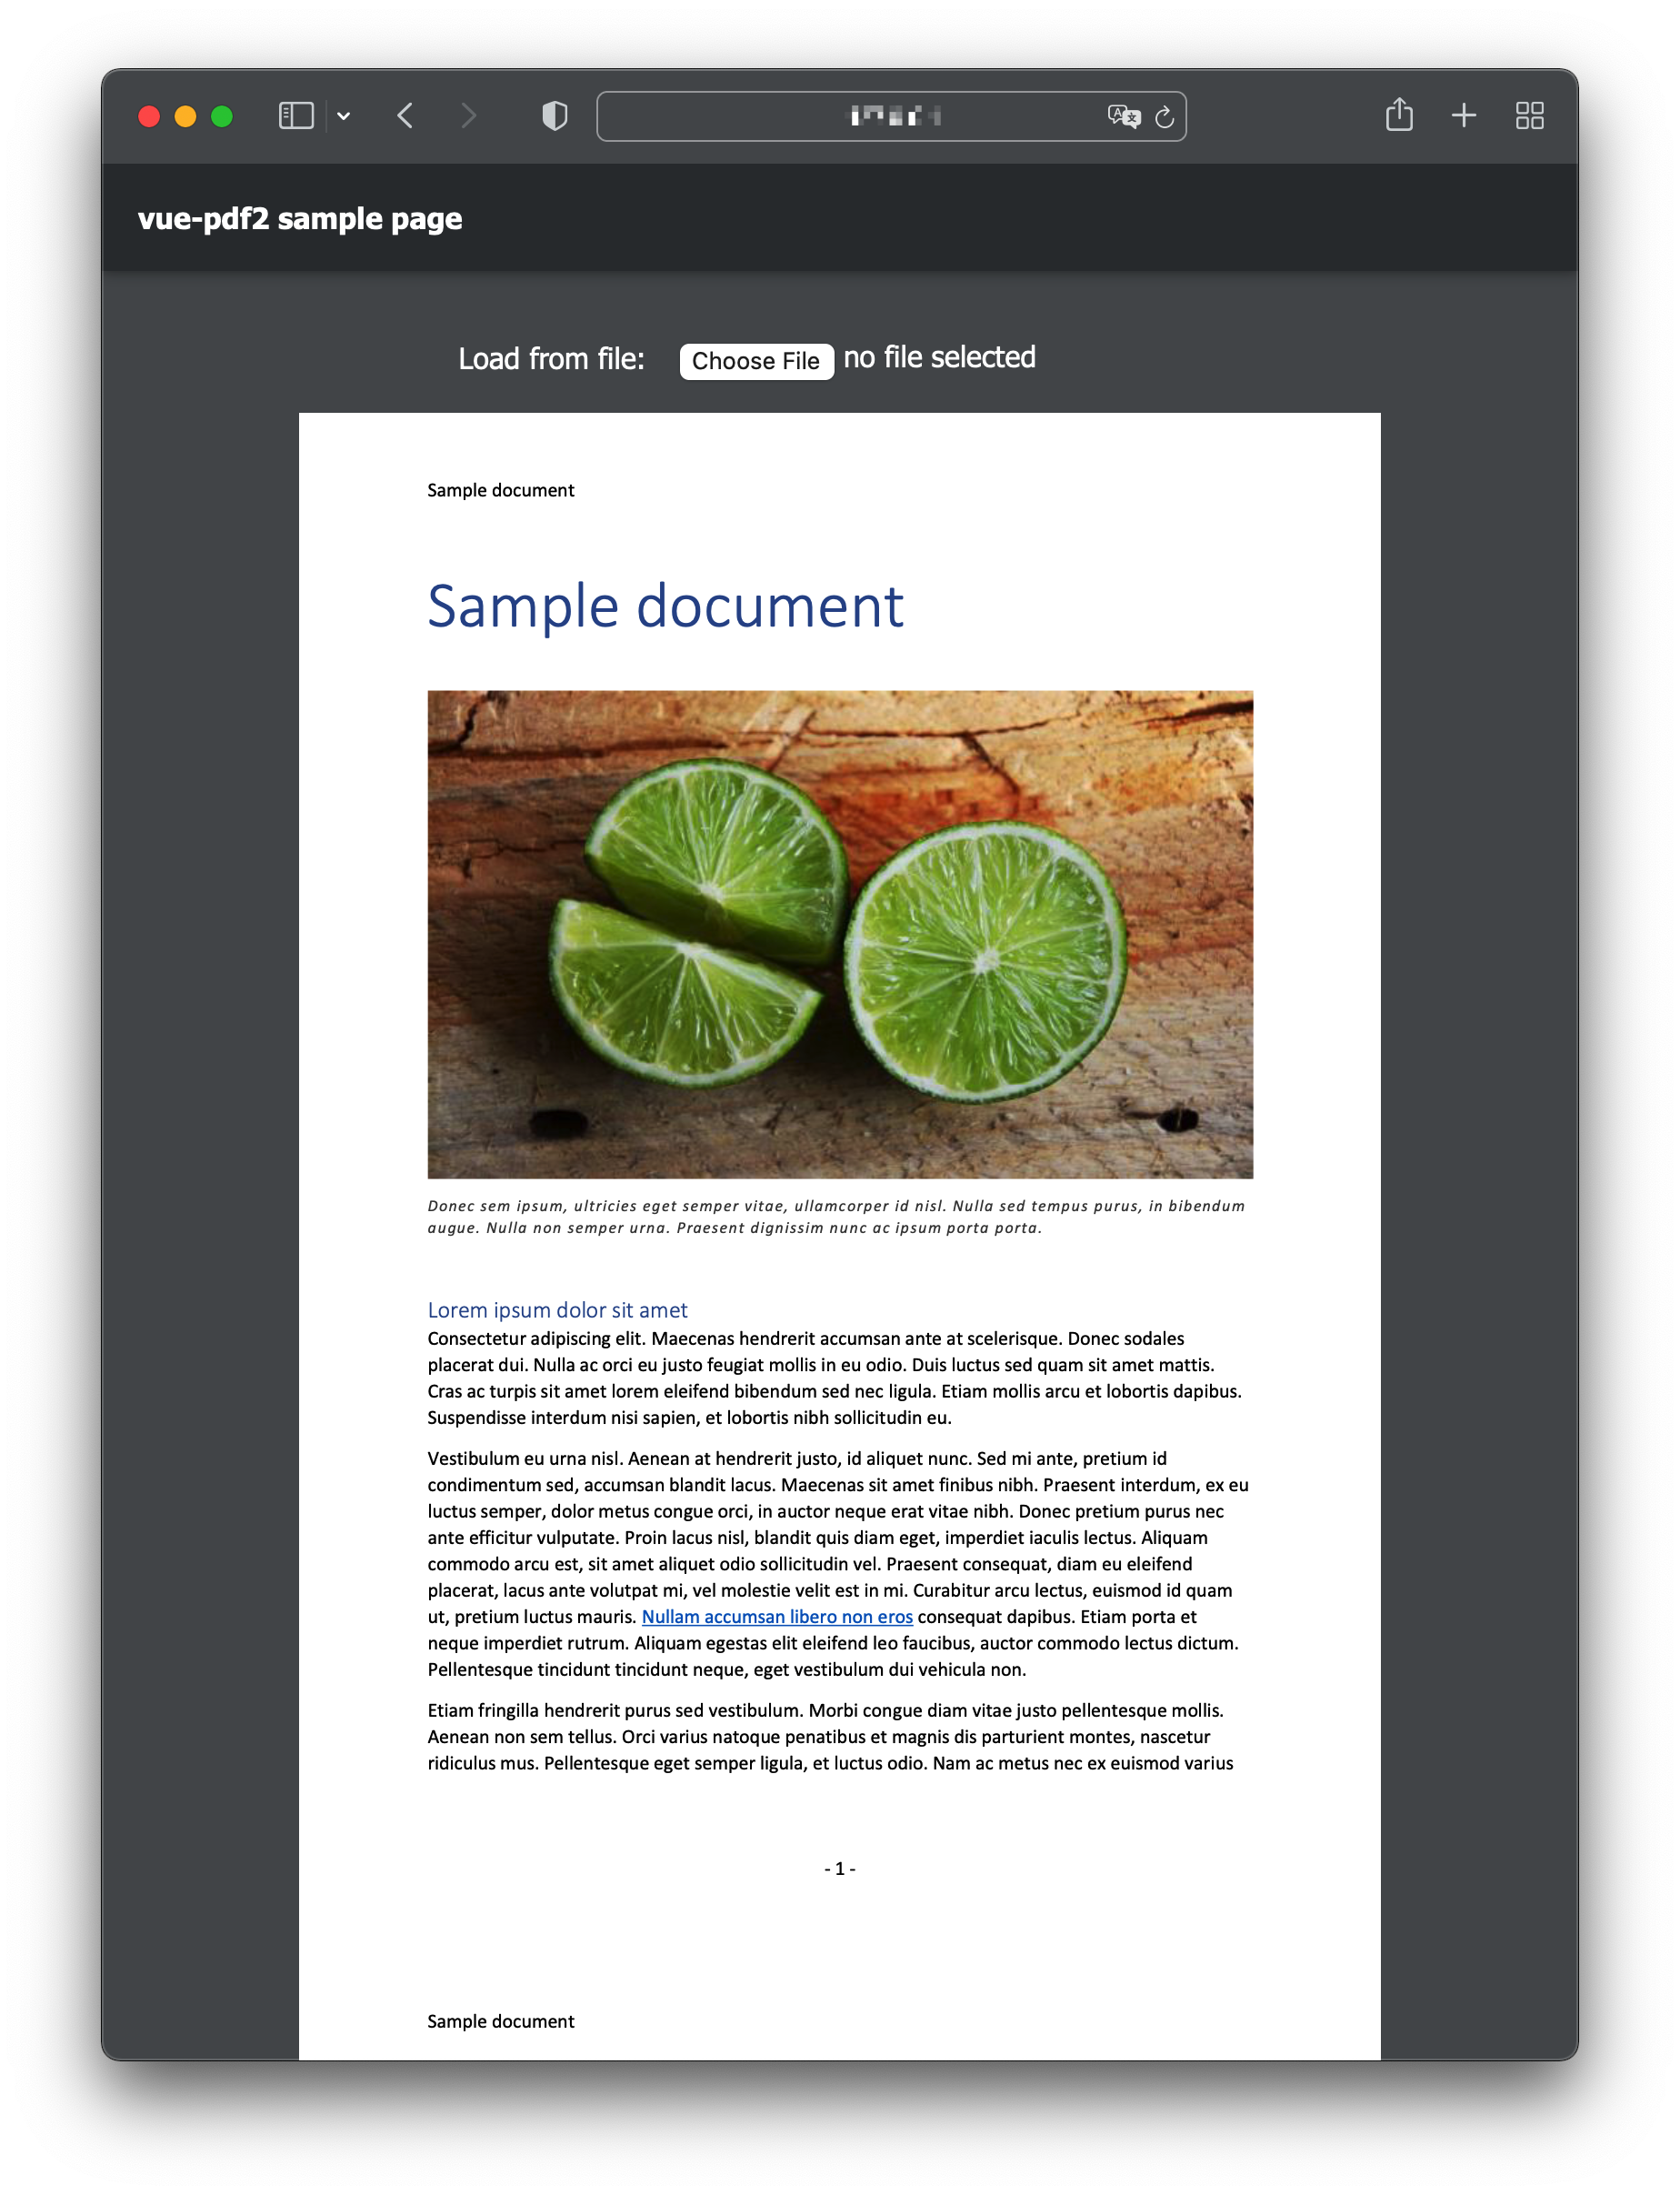 vue-pdf2 sample page
Load from file: Choose File no file selected
Sample document
Sample document
Donec sem ipsum, ultricies eget semper vitae, ullamcorper id nisl. Nulla sed tempus purus, in bibendum
augue. Nulla non semper urna. Praesent dignissim nunc ac ipsum porta porta.
Lorem ipsum dolor sit amet
Consectetur adipiscing elit. Maecenas hendrerit accumsan ante at scelerisque. Donec sodales
placerat dui. Nulla ac orci eu justo feugiat mollis in eu odio. Duis luctus sed quam sit amet mattis.
Cras ac turpis sit amet lorem eleifend bibendum sed nec ligula. Etiam mollis arcu et lobortis dapibus.
Suspendisse interdum nisi sapien, et lobortis nibh sollicitudin eu.
Vestibulum eu urna nisl. Aenean at hendrerit justo, id aliquet nunc. Sed mi ante, pretium id
condimentum sed, accumsan blandit lacus. Maecenas sit amet finibus nibh. Praesent interdum, ex eu
luctus semper, dolor metus congue orci, in auctor neque erat vitae nibh. Donec pretium purus nec
ante efficitur vulputate. Proin lacus nisl, blandit quis diam eget, imperdiet iaculis lectus. Aliquam
commodo arcu est, sit amet aliquet odio sollicitudin vel. Praesent consequat, diam eu eleifend
placerat, lacus ante volutpat mi, vel molestie velit est in mi. Curabitur arcu lectus, euismod id quam
ut, pretium luctus mauris. Nullam accumsan libero non eros consequat dapibus. Etiam porta et
neque imperdiet rutrum. Aliquam egestas elit eleifend leo faucibus, auctor commodo lectus dictum.
Pellentesque tincidunt tincidunt neque, eget vestibulum dui vehicula non.
Etiam fringilla hendrerit purus sed vestibulum. Morbi congue diam vitae justo pellentesque mollis.
Aenean non sem tellus. Orci varius natoque penatibus et magnis dis parturient montes, nascetur
ridiculus mus. Pellentesque eget semper ligula, et luctus odio. Nam ac metus nec ex euismod varius
- 1 -
Sample document